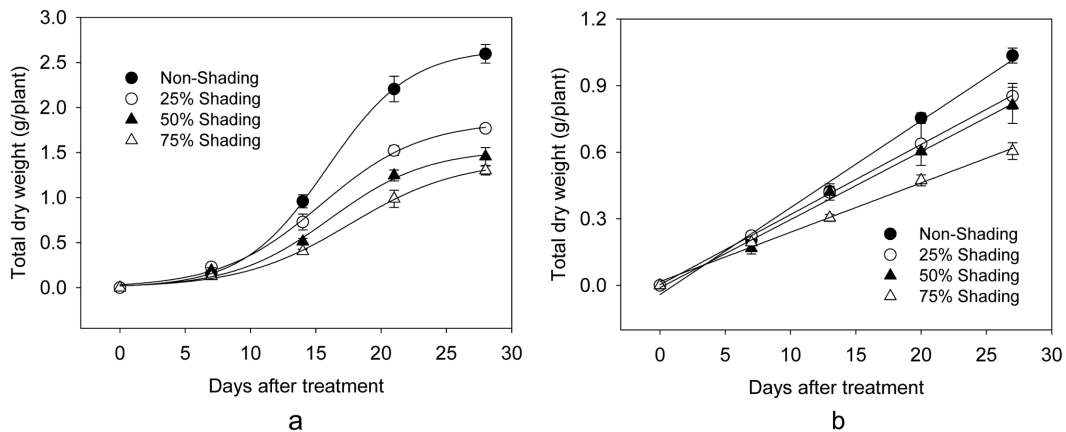 3.0
2.5
2.0
1.5
1.0
0.5
0.0
Total dry weight (g/plant)
Non-Shading
25% Shading
50% Shading
75% Shading
0 5 10 15 20 25 30
Days after treatment
a
1.2
0.9
0.6
0.3
0.0
Total dry weight (g/plant)
Non-Shading
25% Shading
50% Shading
75% Shading
0 5 10 15 20 25 30
Days after treatment
b